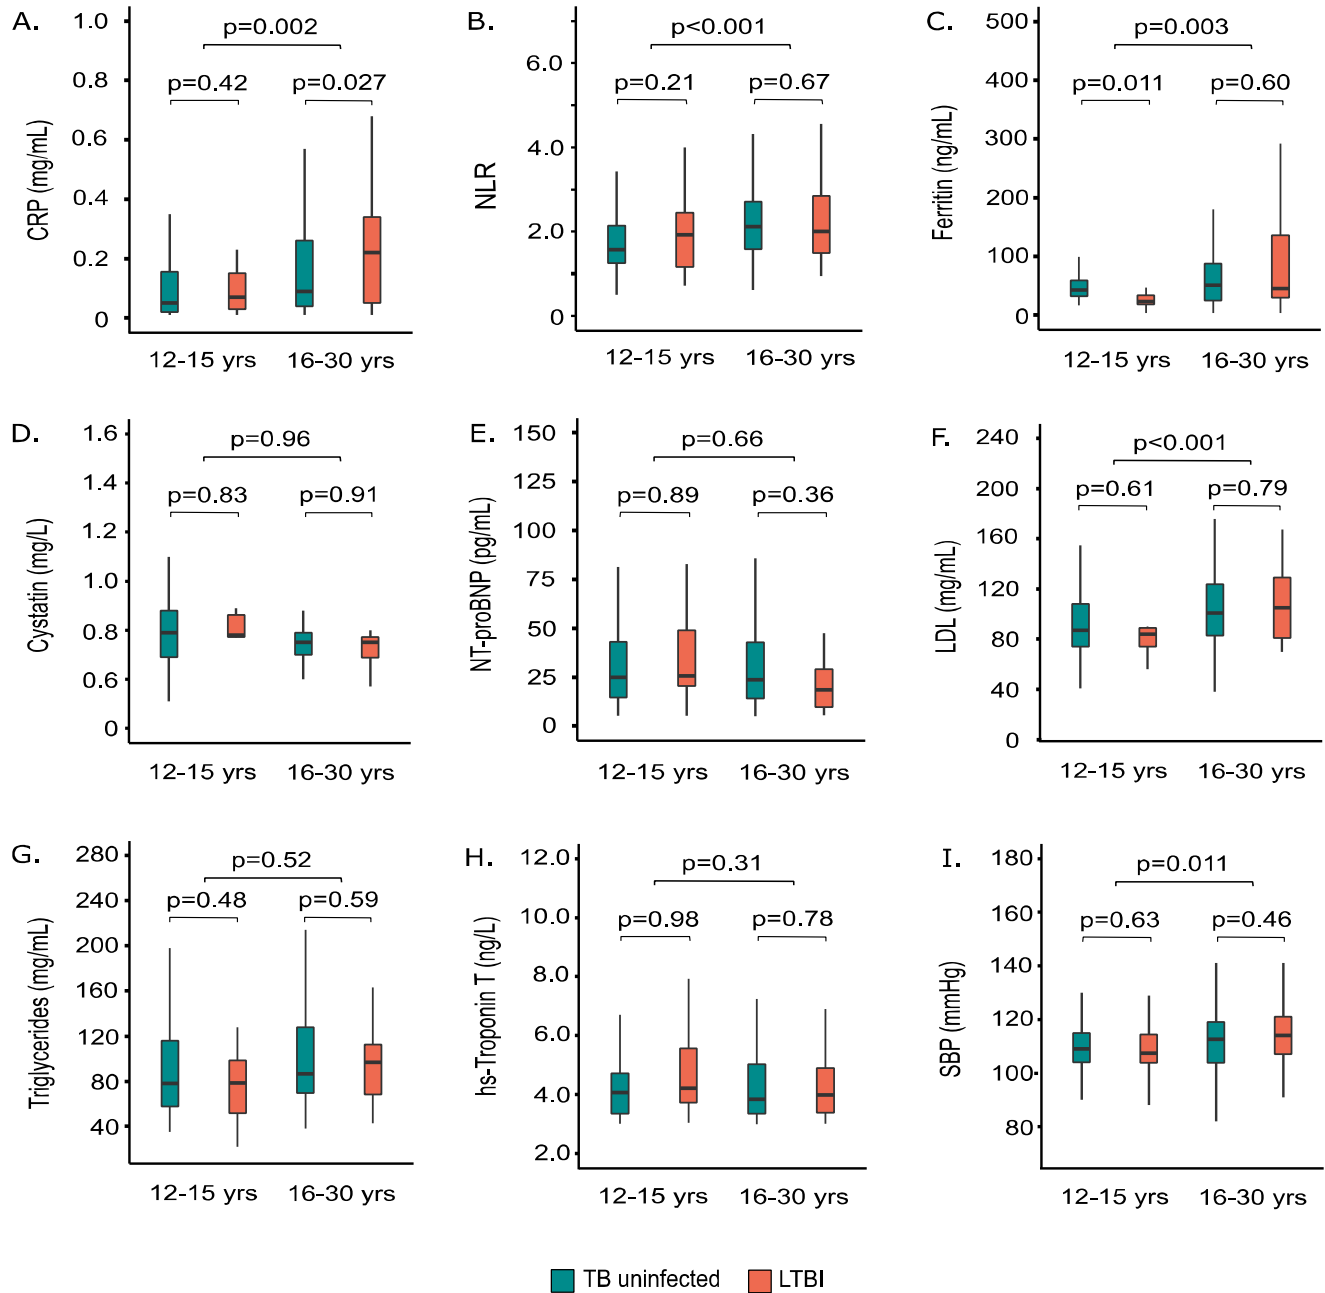 A.
CRP (mg/mL)
1.0
0.8
0.6
0.4
0.2
0
p=0.002
p=0.42
p=0.027
12-15 yrs
16-30 yrs
B.
NLR
6.0
4.0
2.0
0
p<0.001
p=0.21
p=0.67
12-15 yrs
16-30 yrs
C.
Ferritin (ng/mL)
500
400
300
200
100
0
p=0.003
p=0.011
p=0.60
12-15 yrs
16-30 yrs
D.
Cystatin (mg/L)
1.6
1.4
1.2
1.0
0.8
0.6
0
p=0.96
p=0.83
p=0.91
12-15 yrs
16-30 yrs
E.
NT-proBNP (pg/mL)
150
125
100
75
50
25
0
p=0.66
p=0.89
p=0.36
12-15 yrs
16-30 yrs
F.
LDL (mg/mL)
240
200
160
120
80
40
0
p<0.001
p=0.61
p=0.79
12-15 yrs
16-30 yrs
G.
Triglycerides (mg/mL)
280
240
200
160
120
80
40
p=0.52
p=0.48
p=0.59
12-15 yrs
16-30 yrs
H.
hs-Troponin T (ng/L)
12.0
10.0
8.0
6.0
4.0
2.0
p=0.31
p=0.98
p=0.78
12-15 yrs
16-30 yrs
I.
SBP (mmHg)
180
160
140
120
100
80
p=0.011
p=0.63
p=0.46
12-15 yrs
16-30 yrs
TB uninfected
LTBI